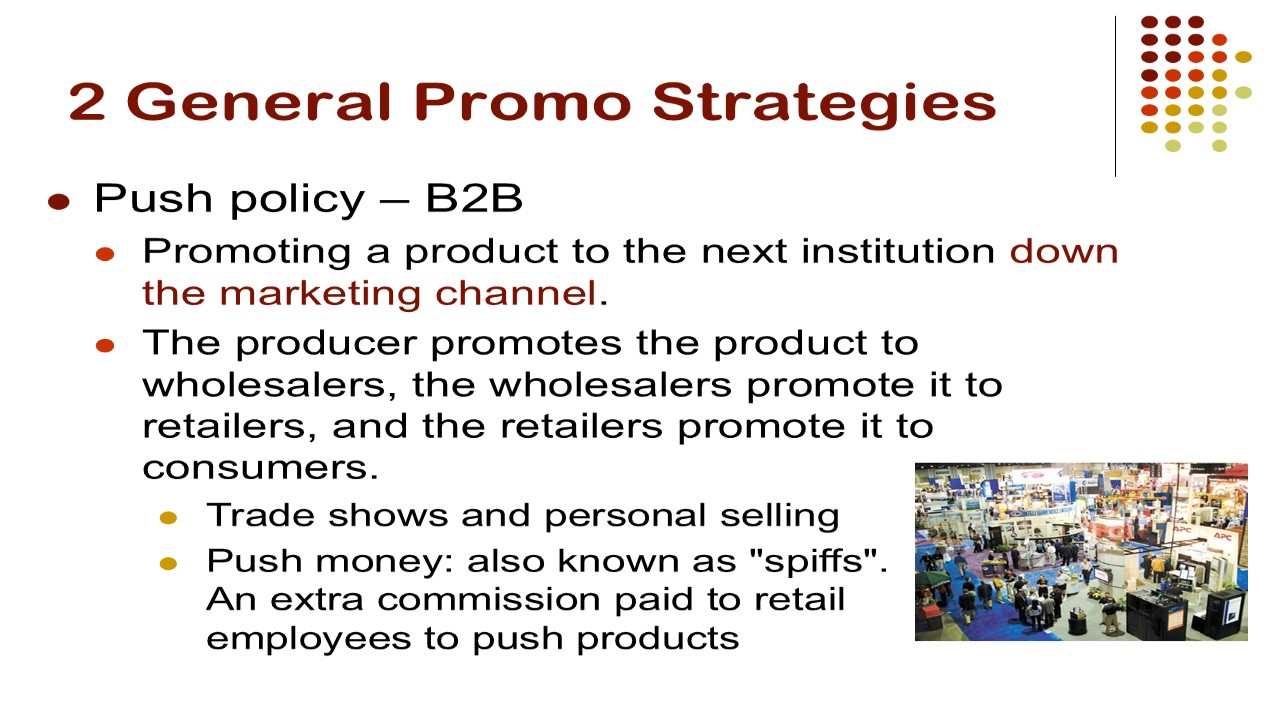 2 General Promo Strategies
Push policy – B2B
Promoting a product to the next institution down
the marketing channel.
The producer promotes the product to
wholesalers, the wholesalers promote it to
retailers, and the retailers promote it to
consumers.
Trade shows and personal selling
Push money: also known as "spiffs".
An extra commission paid to retail
employees to push products
APC
APC